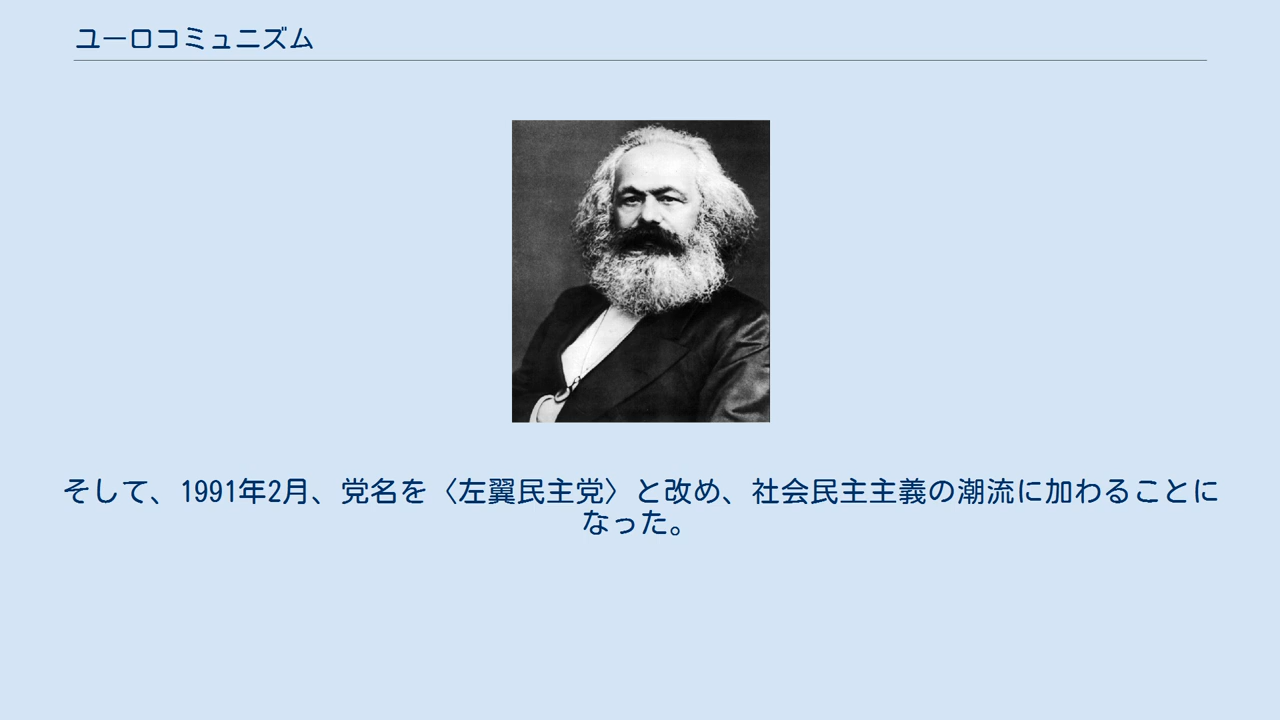 ユーロコミュニズム
そして、1991年2月、党名を〈左翼民主党〉と改め、社会民主主義の潮流に加わることに
なった。